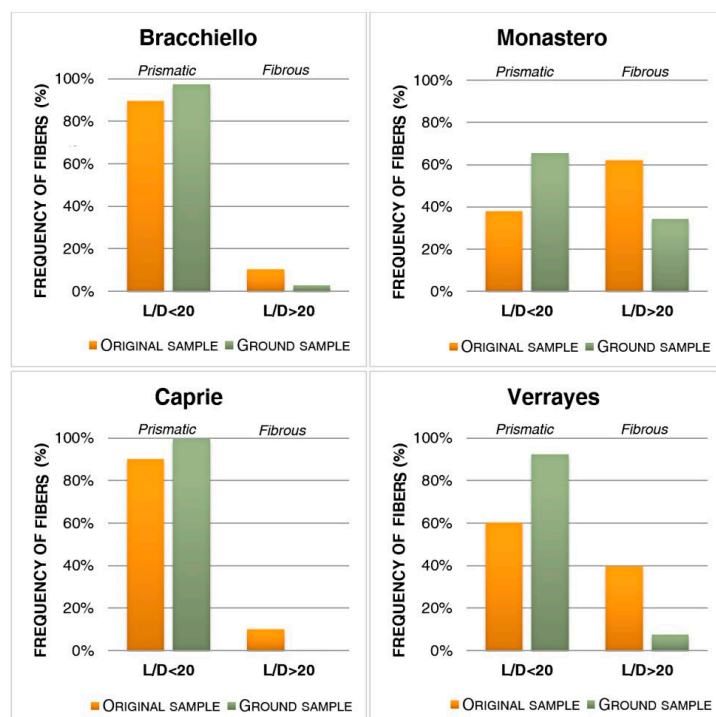 Bracchiello
Prismatic Fibrous
FREQUENCY OF FIBERS (%)
100%
80%
60%
40%
20%
0%
L/D<20 L/D>20
ORIGINAL SAMPLE GROUND SAMPLE
Monastero
Prismatic Fibrous
FREQUENCY OF FIBERS (%)
100%
80%
60%
40%
20%
0%
L/D<20 L/D>20
ORIGINAL SAMPLE GROUND SAMPLE
Caprie
Prismatic Fibrous
FREQUENCY OF FIBERS (%)
100%
80%
60%
40%
20%
0%
L/D<20 L/D>20
ORIGINAL SAMPLE GROUND SAMPLE
Verrayes
Prismatic Fibrous
FREQUENCY OF FIBERS (%)
100%
80%
60%
40%
20%
0%
L/D<20 L/D>20
ORIGINAL SAMPLE GROUND SAMPLE